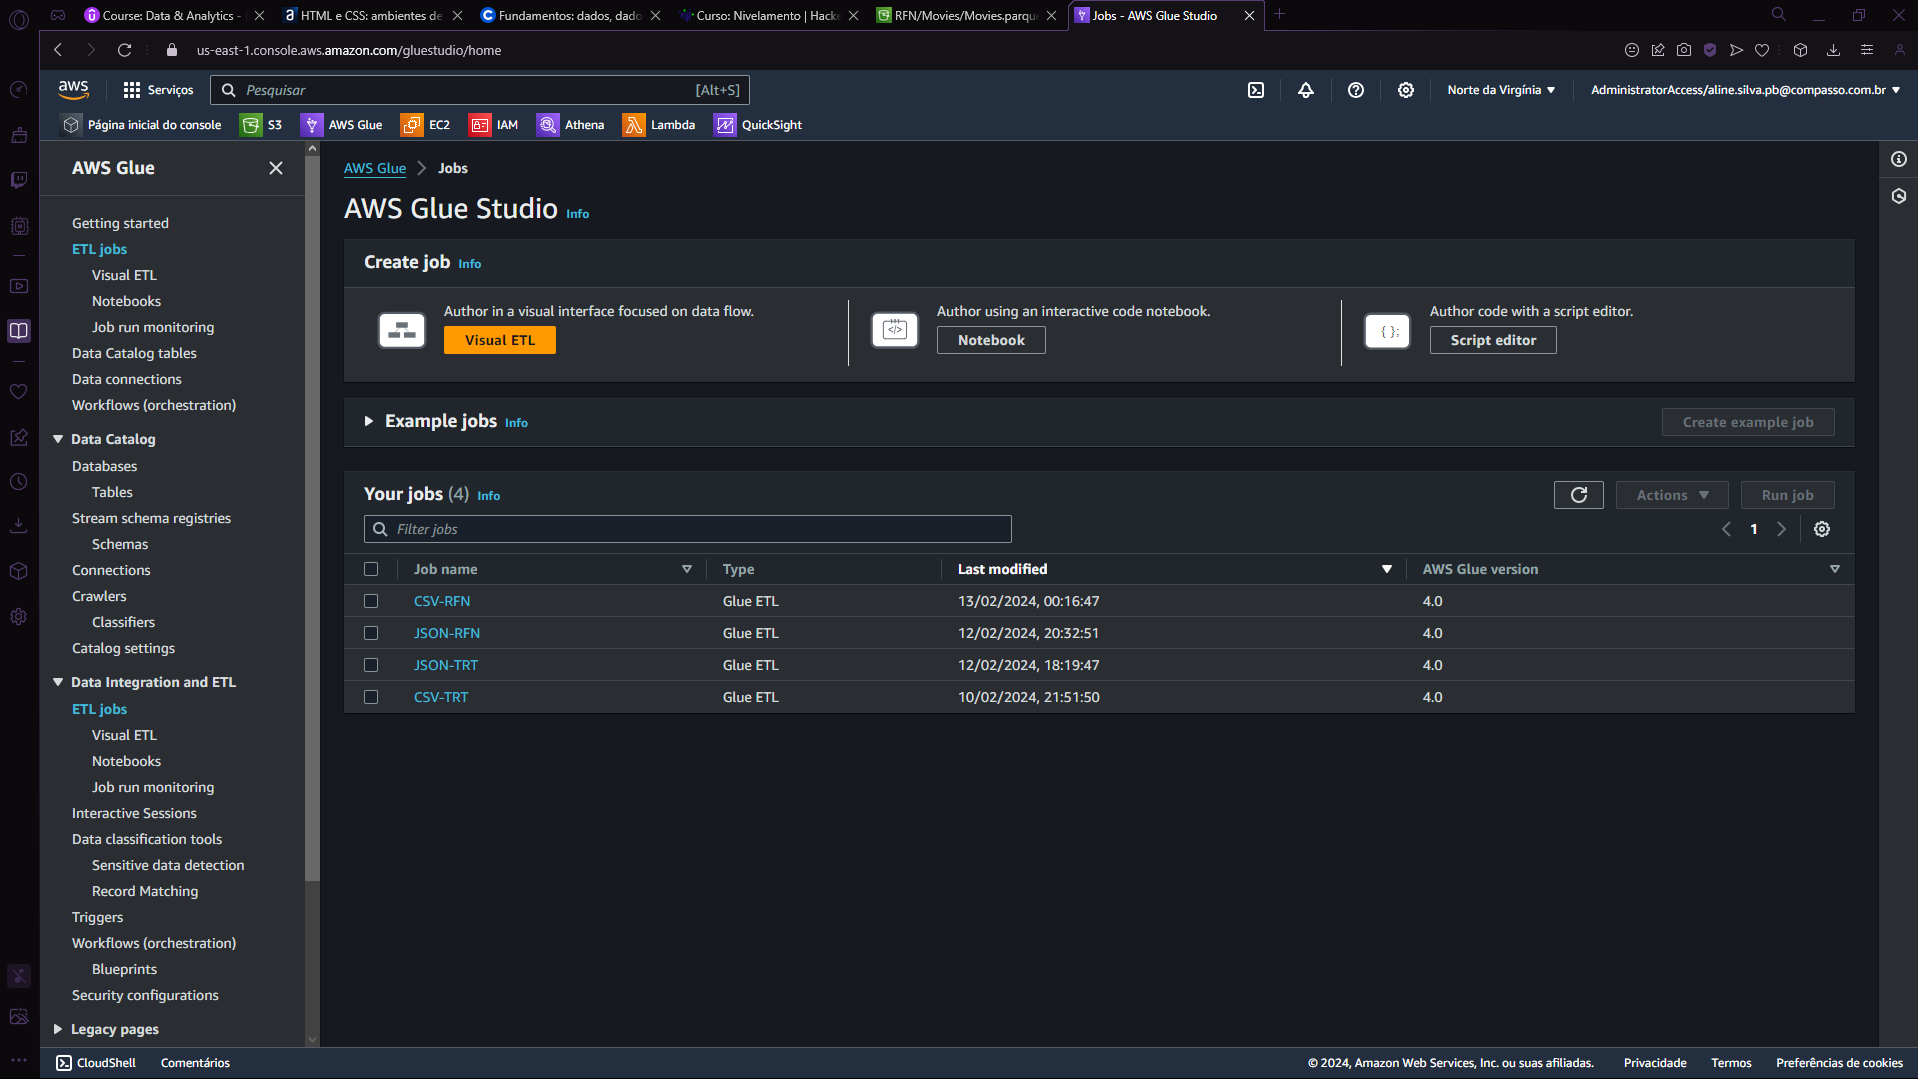 Course: Data & Analytics -
HTML e CSS: ambientes de
Fundamentos: dados, dado
Curso: Nivelamento | Hacke
RFN/Movies/Movies.parqu
Jobs - AWS Glue Studio
us-east-1.console.aws.amazon.com/gluestudio/home
aws
Serviços
Pesquisar
[Alt+S]
Norte da Virgínia
AdministratorAccess/aline.silva.pb@compasso.com.br
Página inicial do console
S3
AWS Glue
EC2
IAM
Athena
Lambda
QuickSight
AWS Glue
Getting started
ETL jobs
Visual ETL
Notebooks
Job run monitoring
Data Catalog tables
Data connections
Workflows (orchestration)
Data Catalog
Databases
Tables
Stream schema registries
Schemas
Connections
Crawlers
Classifiers
Catalog settings
Data Integration and ETL
ETL jobs
Visual ETL
Notebooks
Job run monitoring
Interactive Sessions
Data classification tools
Sensitive data detection
Record Matching
Triggers
Workflows (orchestration)
Blueprints
Security configurations
Legacy pages
AWS Glue > Jobs
AWS Glue Studio Info
Create job Info
Author in a visual interface focused on data flow.
Visual ETL
Author using an interactive code notebook.
Notebook
Author code with a script editor.
Script editor
Example jobs Info
Create example job
Your jobs (4) Info
Actions
Run job
Filter jobs
1
Job name Type Last modified AWS Glue version
CSV-RFN Glue ETL 13/02/2024, 00:16:47 4.0
JSON-RFN Glue ETL 12/02/2024, 20:32:51 4.0
JSON-TRT Glue ETL 12/02/2024, 18:19:47 4.0
CSV-TRT Glue ETL 10/02/2024, 21:51:50 4.0
CloudShell
Comentários
© 2024, Amazon Web Services, Inc. ou suas afiliadas.
Privacidade
Termos
Preferências de cookies